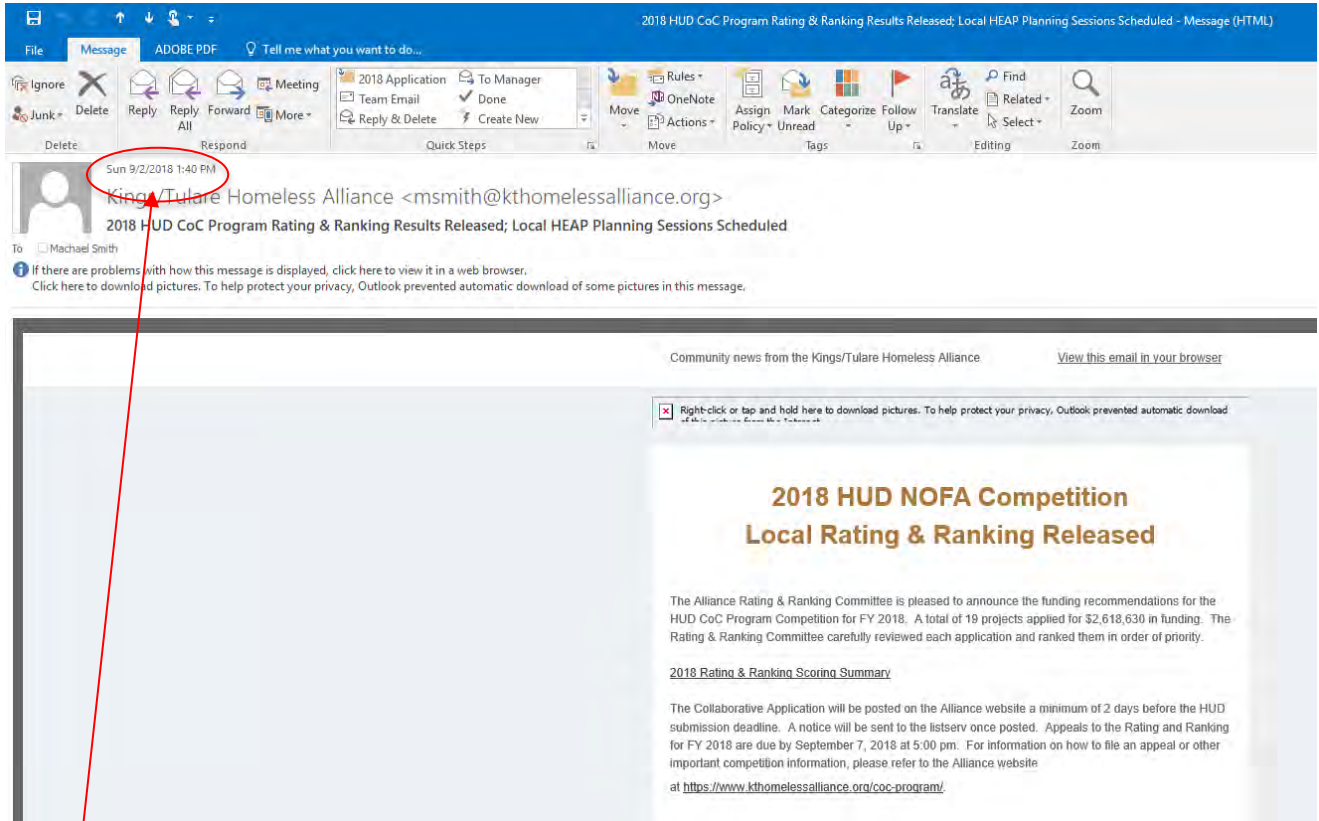 2018 HUD CoC Program Rating & Ranking Results Released; Local HEAP Planning Sessions Scheduled - Message (HTML)
File Message ADOBE PDF Tell me what you want to do...
Ignore
Junk
Delete
Reply
Reply All
Forward
Meeting
More
2018 Application
Team Email
Reply & Delete
To Manager
Done
Create New
Move
Rules
OneNote
Actions
Assign Policy
Mark Unread
Categorize
Follow Up
Translate
Find
Related
Select
Zoom
Delete Respond Quick Steps Move Tags Editing Zoom
Sun 9/2/2018 1:40 PM
Kings/Tulare Homeless Alliance <msmith@kthomelessalliance.org>
2018 HUD CoC Program Rating & Ranking Results Released; Local HEAP Planning Sessions Scheduled
To Machael Smith
If there are problems with how this message is displayed, click here to view it in a web browser.
Click here to download pictures. To help protect your privacy, Outlook prevented automatic download of some pictures in this message.
Community news from the Kings/Tulare Homeless Alliance View this email in your browser
Right-click or tap and hold here to download pictures. To help protect your privacy, Outlook prevented automatic download
of this picture from the Internet.
2018 HUD NOFA Competition
Local Rating & Ranking Released
The Alliance Rating & Ranking Committee is pleased to announce the funding recommendations for the
HUD CoC Program Competition for FY 2018. A total of 19 projects applied for $2,618,630 in funding. The
Rating & Ranking Committee carefully reviewed each application and ranked them in order of priority.
2018 Rating & Ranking Scoring Summary
The Collaborative Application will be posted on the Alliance website a minimum of 2 days before the HUD
submission deadline. A notice will be sent to the listserv once posted. Appeals to the Rating and Ranking
for FY 2018 are due by September 7, 2018 at 5:00 pm. For information on how to file an appeal or other
important competition information, please refer to the Alliance website
at https://www.kthomelessalliance.org/coc-program/.